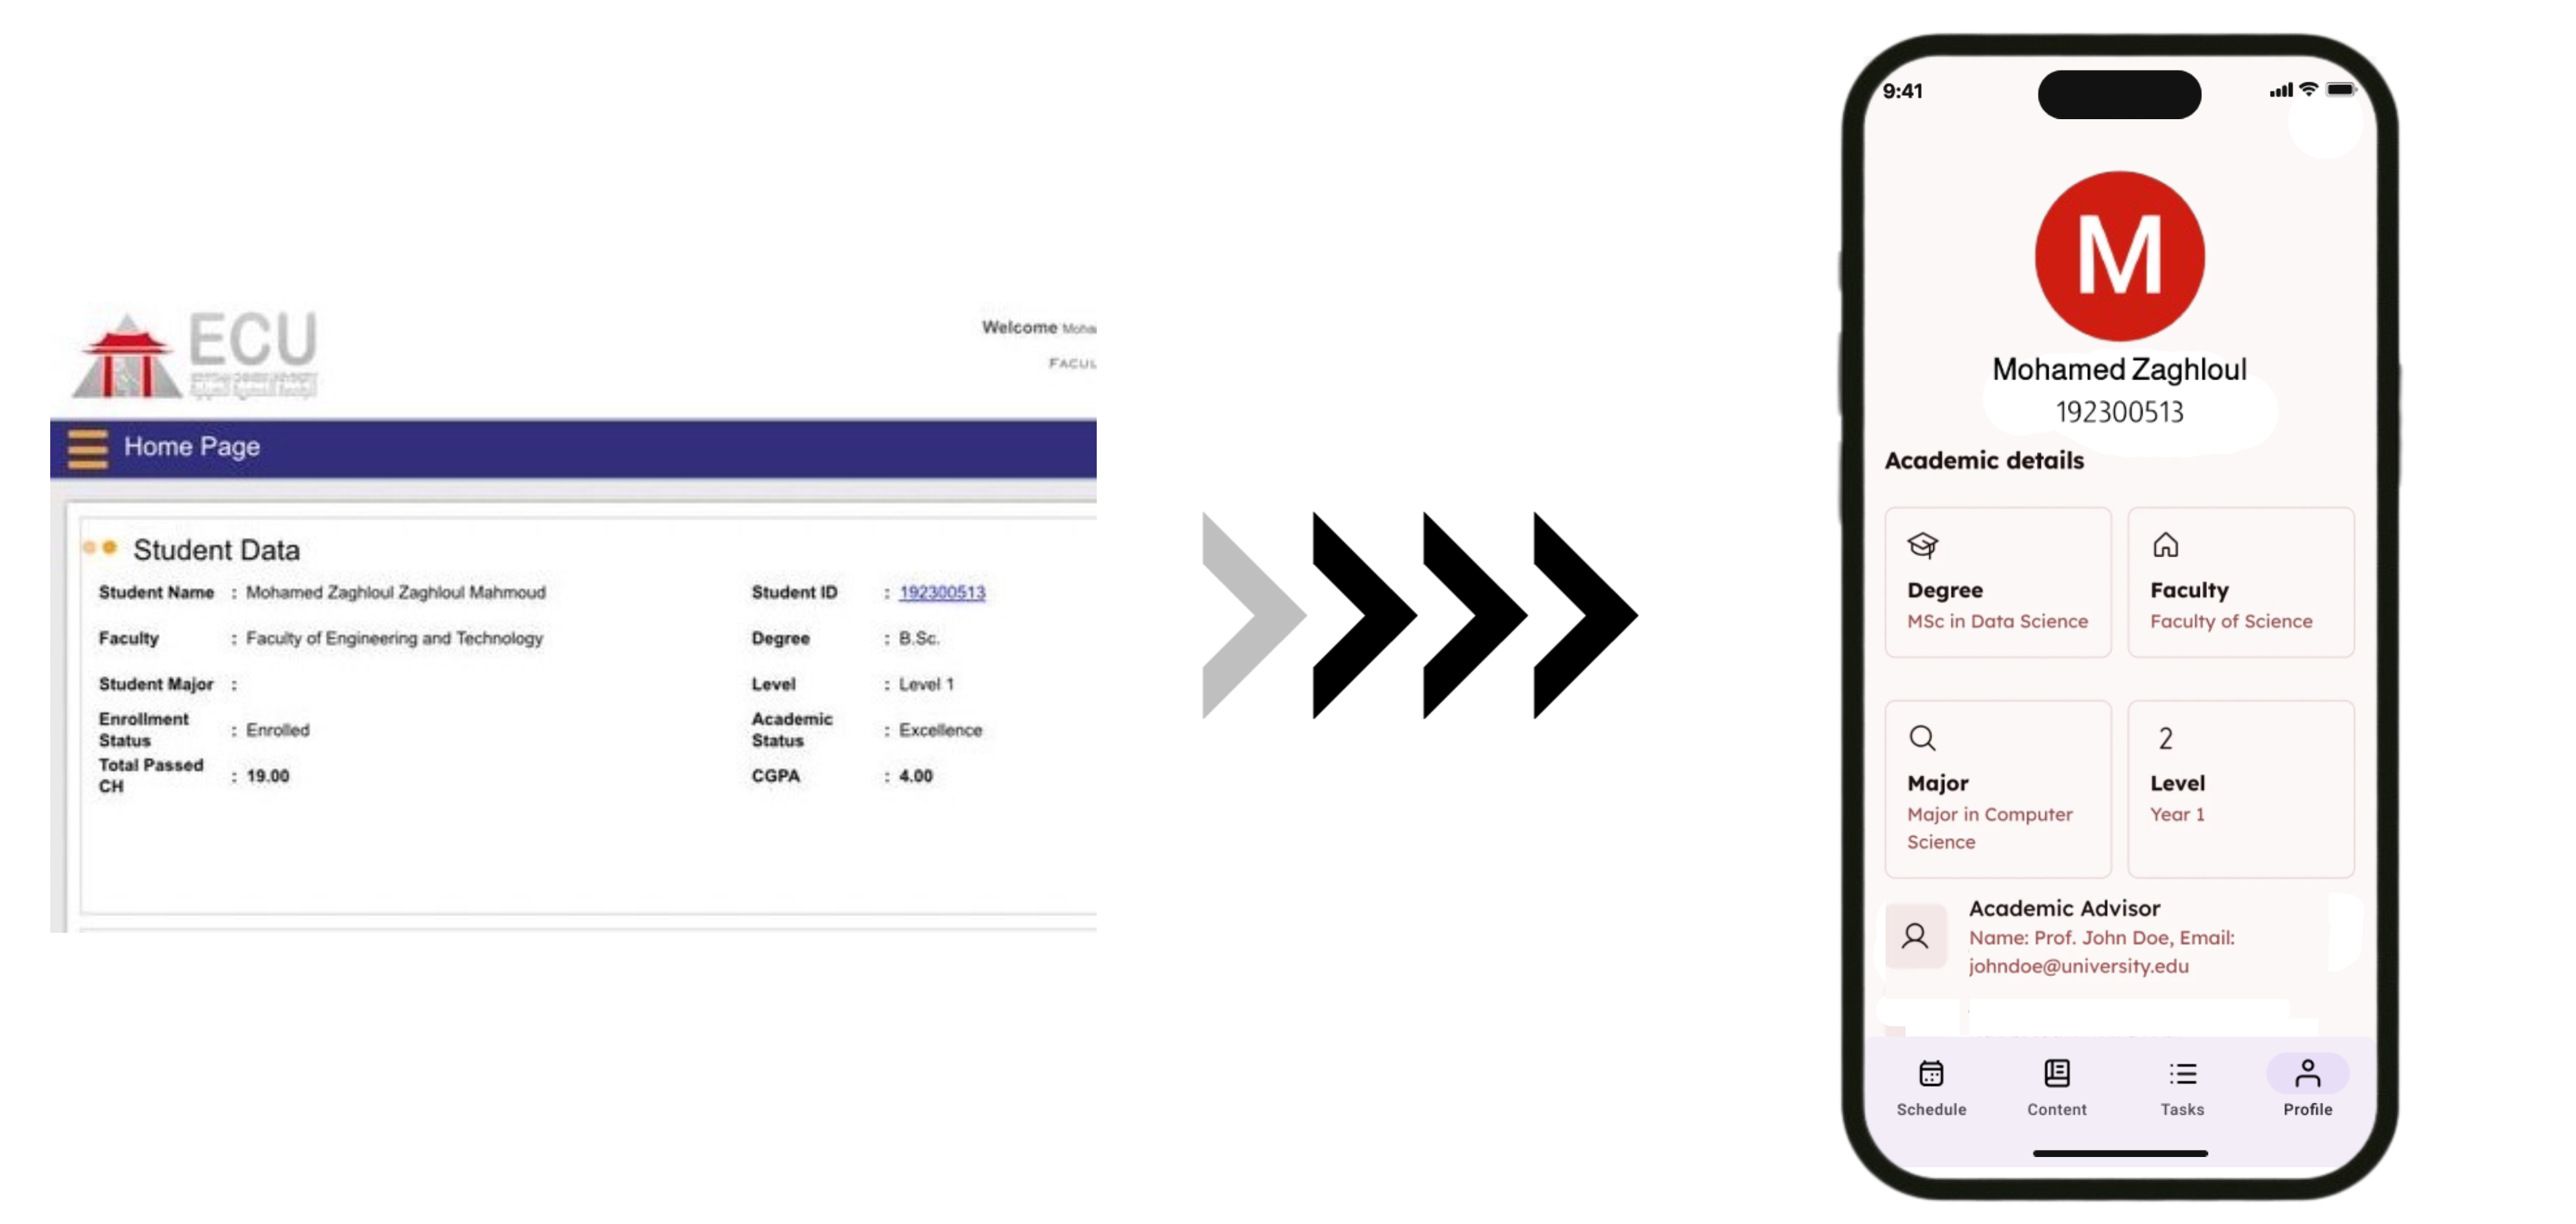 ECU
Welcome Moha
FACUL
Home Page
Student Data
Student Name : Mohamed Zaghloul Zaghloul Mahmoud
Student ID : 192300513
Faculty : Faculty of Engineering and Technology
Degree : B.Sc.
Student Major :
Level : Level 1
Enrollment
Status : Enrolled
Academic
Status : Excellence
Total Passed
CH : 19.00
CGPA : 4.00
9:41
M
Mohamed Zaghloul
192300513
Academic details
Degree
MSc in Data Science
Faculty
Faculty of Science
Major
Major in Computer
Science
2
Level
Year 1
Academic Advisor
Name: Prof. John Doe, Email:
johndoe@university.edu
Schedule
Content
Tasks
Profile